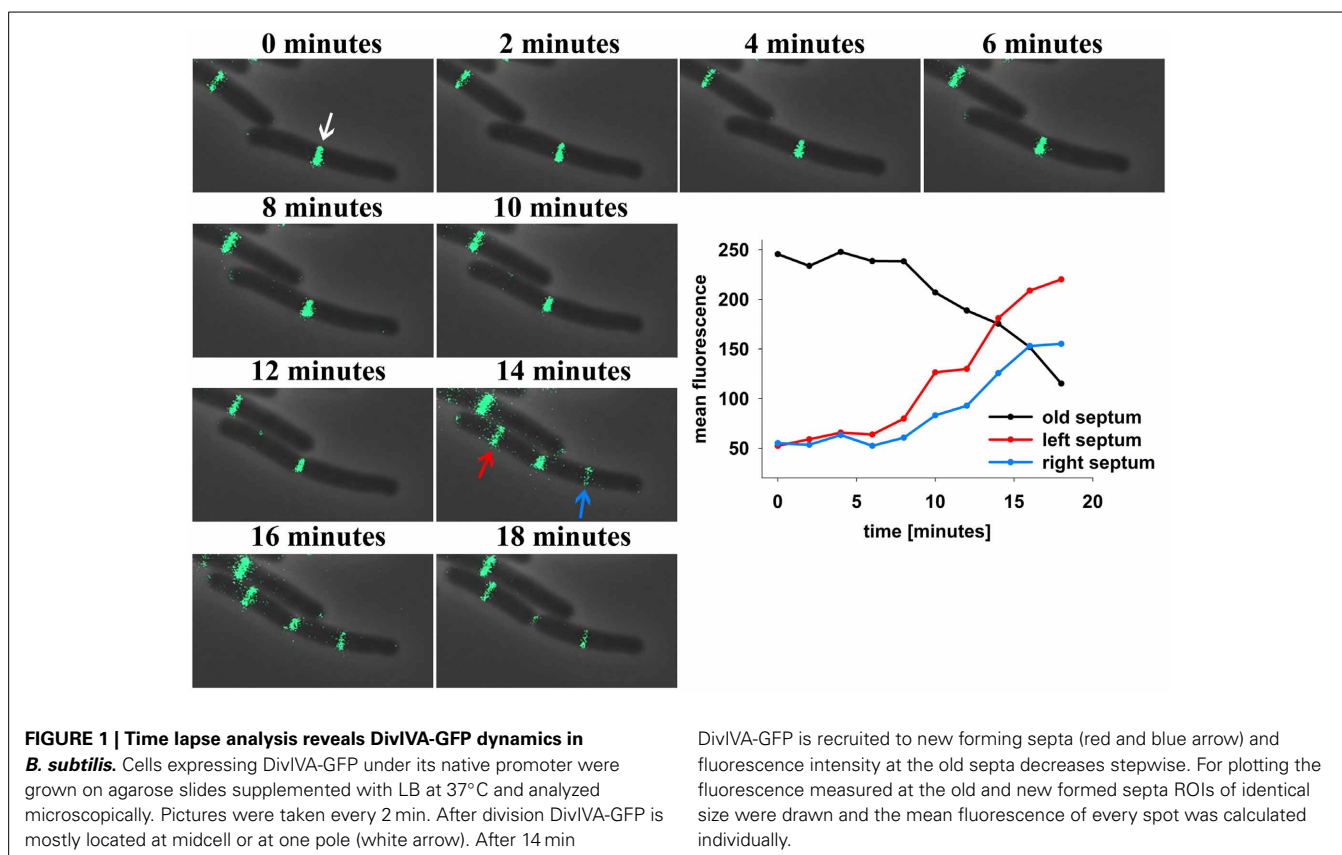 0 minutes
2 minutes
4 minutes
6 minutes
8 minutes
10 minutes
12 minutes
14 minutes
16 minutes
18 minutes
250
200
150
100
50
mean fluorescence
old septum
left septum
right septum
0
5
10
15
20
time [minutes]
FIGURE 1 | Time lapse analysis reveals DivIVA-GFP dynamics in
B. subtilis. Cells expressing DivIVA-GFP under its native promoter were
grown on agarose slides supplemented with LB at 37°C and analyzed
microscopically. Pictures were taken every 2 min. After division DivIVA-GFP is
mostly located at midcell or at one pole (white arrow). After 14 min
DivIVA-GFP is recruited to new forming septa (red and blue arrow) and
fluorescence intensity at the old septa decreases stepwise. For plotting the
fluorescence measured at the old and new formed septa ROIs of identical
size were drawn and the mean fluorescence of every spot was calculated
individually.